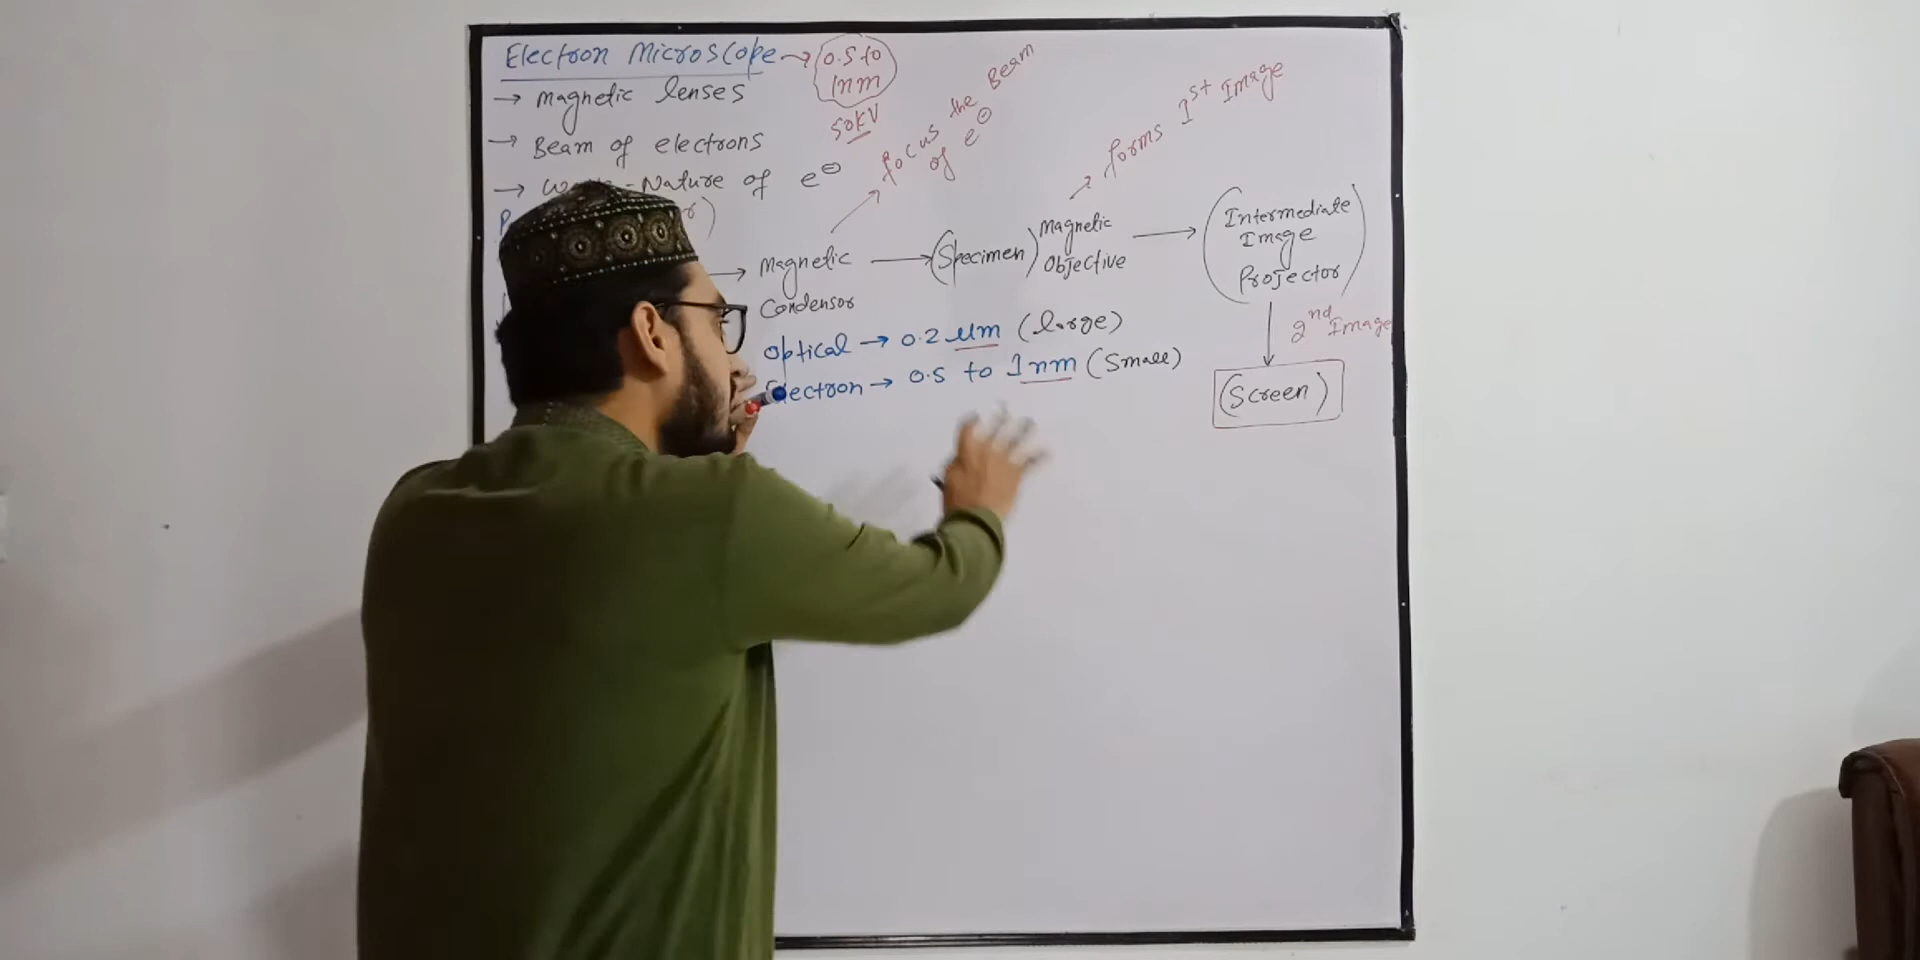 Electron Microscope → 0.5 to
1nm
50kV
→ Magnetic lenses
→ Beam of electrons
→ -Nature of e⊖
focus the Beam
of e⊖
forms 1st Image
→ Magnetic
Condensor
→ (Specimen)
Magnetic
Objective
→ (Intermediate
Image
Projector)
2nd Image
(Screen)
Optical → 0.2 µm (large)
Electron → 0.5 to 1nm (Small)